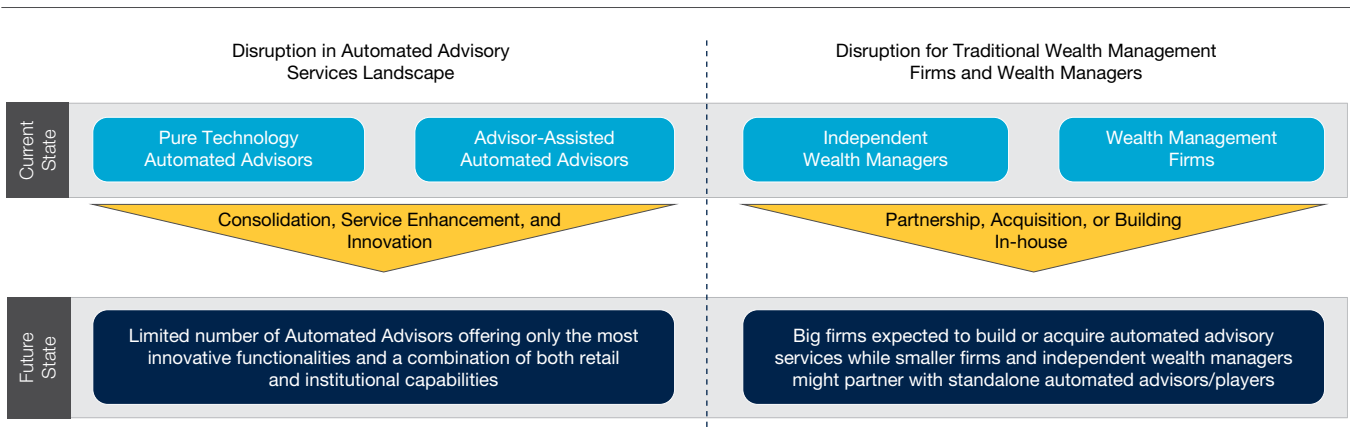 Disruption in Automated Advisory
Services Landscape
Disruption for Traditional Wealth Management
Firms and Wealth Managers
Current
State
Pure Technology
Automated Advisors
Advisor-Assisted
Automated Advisors
Independent
Wealth Managers
Wealth Management
Firms
Consolidation, Service Enhancement, and
Innovation
Partnership, Acquisition, or Building
In-house
Future
State
Limited number of Automated Advisors offering only the most
innovative functionalities and a combination of both retail
and institutional capabilities
Big firms expected to build or acquire automated advisory
services while smaller firms and independent wealth managers
might partner with standalone automated advisors/players